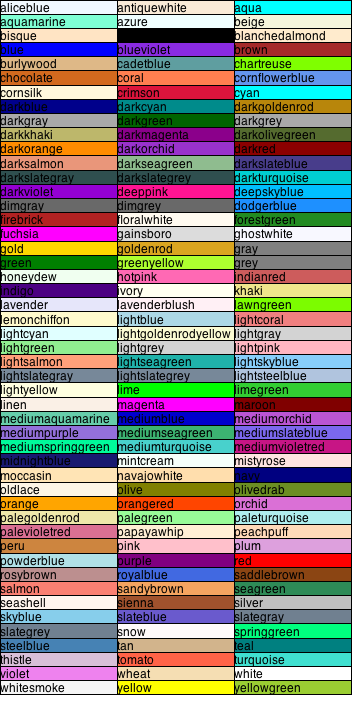 aliceblue antiquewhite aqua
aquamarine azure beige
bisque blanchedalmond
blue blueviolet brown
burlywood cadetblue chartreuse
chocolate coral cornflowerblue
cornsilk crimson cyan
darkblue darkcyan darkgoldenrod
darkgray darkgreen darkgrey
darkkhaki darkmagenta darkolivegreen
darkorange darkorchid darkred
darksalmon darkseagreen darkslateblue
darkslategray darkslategrey darkturquoise
darkviolet deeppink deepskyblue
dimgray dimgrey dodgerblue
firebrick floralwhite forestgreen
fuchsia gainsboro ghostwhite
gold goldenrod gray
green greenyellow grey
honeydew hotpink indianred
indigo ivory khaki
lavender lavenderblush lawngreen
lemonchiffon lightblue lightcoral
lightcyan lightgoldenrodyellow lightgray
lightgreen lightgrey lightpink
lightsalmon lightseagreen lightskyblue
lightslategray lightslategrey lightsteelblue
lightyellow lime limegreen
linen magenta maroon
mediumaquamarine mediumblue mediumorchid
mediumpurple mediumseagreen mediumslateblue
mediumspringgreen mediumturquoise mediumvioletred
midnightblue mintcream mistyrose
moccasin navajowhite navy
oldlace olive olivedrab
orange orangered orchid
palegoldenrod palegreen paleturquoise
palevioletred papayawhip peachpuff
peru pink plum
powderblue purple red
rosybrown royalblue saddlebrown
salmon sandybrown seagreen
seashell sienna silver
skyblue slateblue slategray
slategrey snow springgreen
steelblue tan teal
thistle tomato turquoise
violet wheat white
whitesmoke yellow yellowgreen